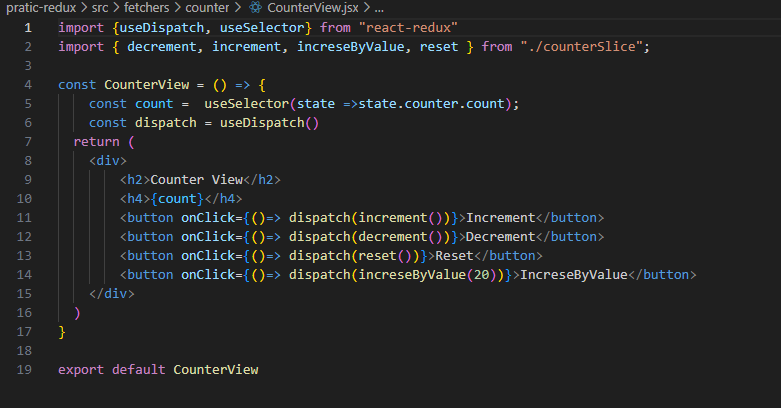 pratic-redux > src > fetchers > counter > CounterView.jsx > ...
1 import {useDispatch, useSelector} from "react-redux"
2 import { decrement, increment, increseByValue, reset } from "./counterSlice";
3
4 const CounterView = () => {
5     const count =  useSelector(state =>state.counter.count);
6     const dispatch = useDispatch()
7   return (
8     <div>
9         <h2>Counter View</h2>
10         <h4>{count}</h4>
11         <button onClick={()=> dispatch(increment())}>Increment</button>
12         <button onClick={()=> dispatch(decrement())}>Decrement</button>
13         <button onClick={()=> dispatch(reset())}>Reset</button>
14         <button onClick={()=> dispatch(increseByValue(20))}>IncreseByValue</button>
15     </div>
16   )
17 }
18
19 export default CounterView